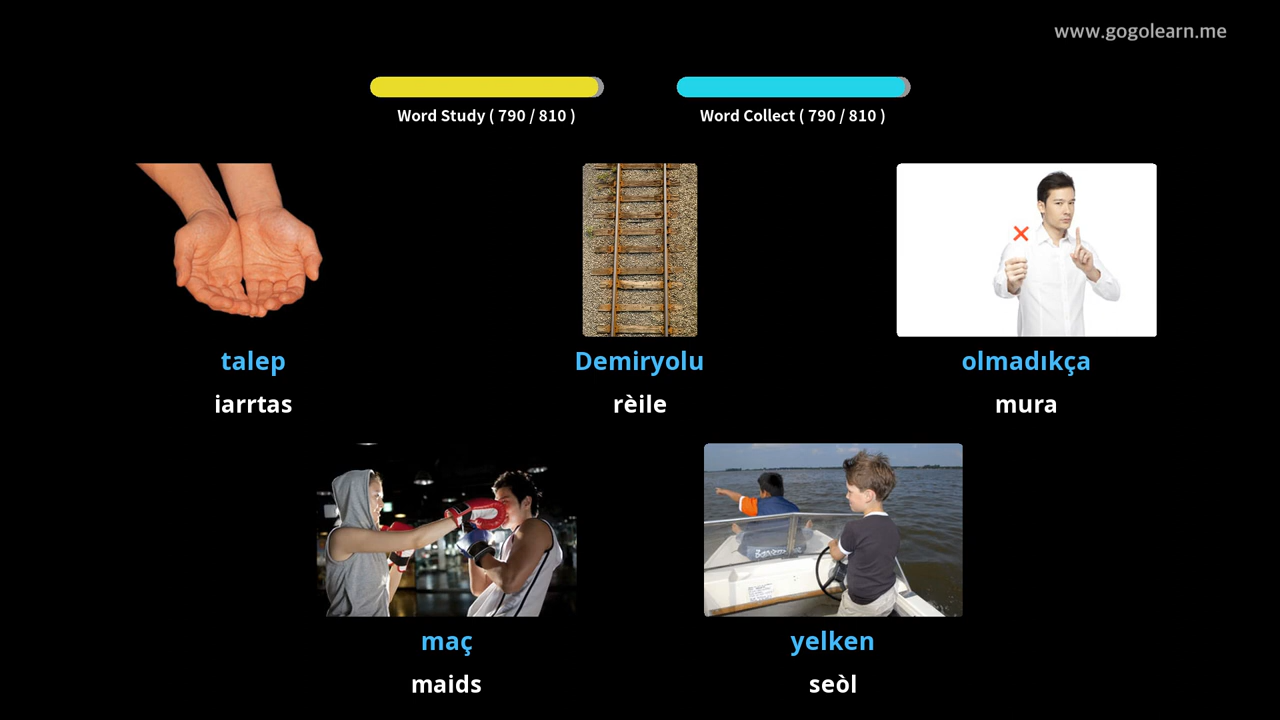 www.gogolearn.me
Word Study ( 790 / 810 )
Word Collect ( 790 / 810 )
talep
Demiryolu
olmadıkça
iarrtas
rèile
mura
maç
yelken
maids
seòl